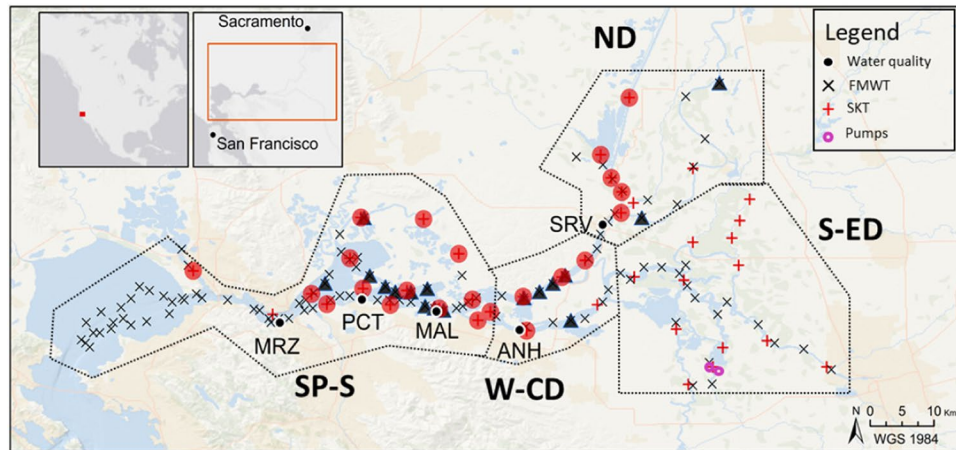 Sacramento
San Francisco
ND
Legend
Water quality
FMWT
SKT
Pumps
SRV
S-ED
PCT
MAL
MRZ
ANH
SP-S
W-CD
N
0 5 10 Km
WGS 1984